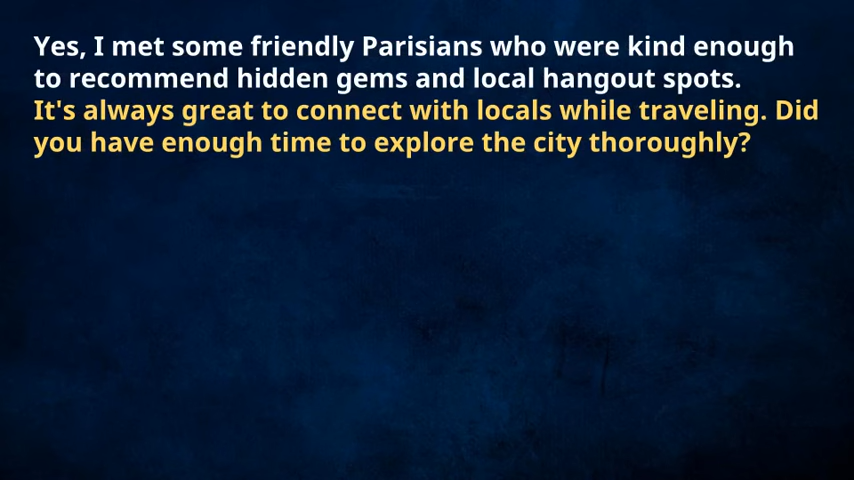 Yes, I met some friendly Parisians who were kind enough
to recommend hidden gems and local hangout spots.
It's always great to connect with locals while traveling. Did
you have enough time to explore the city thoroughly?